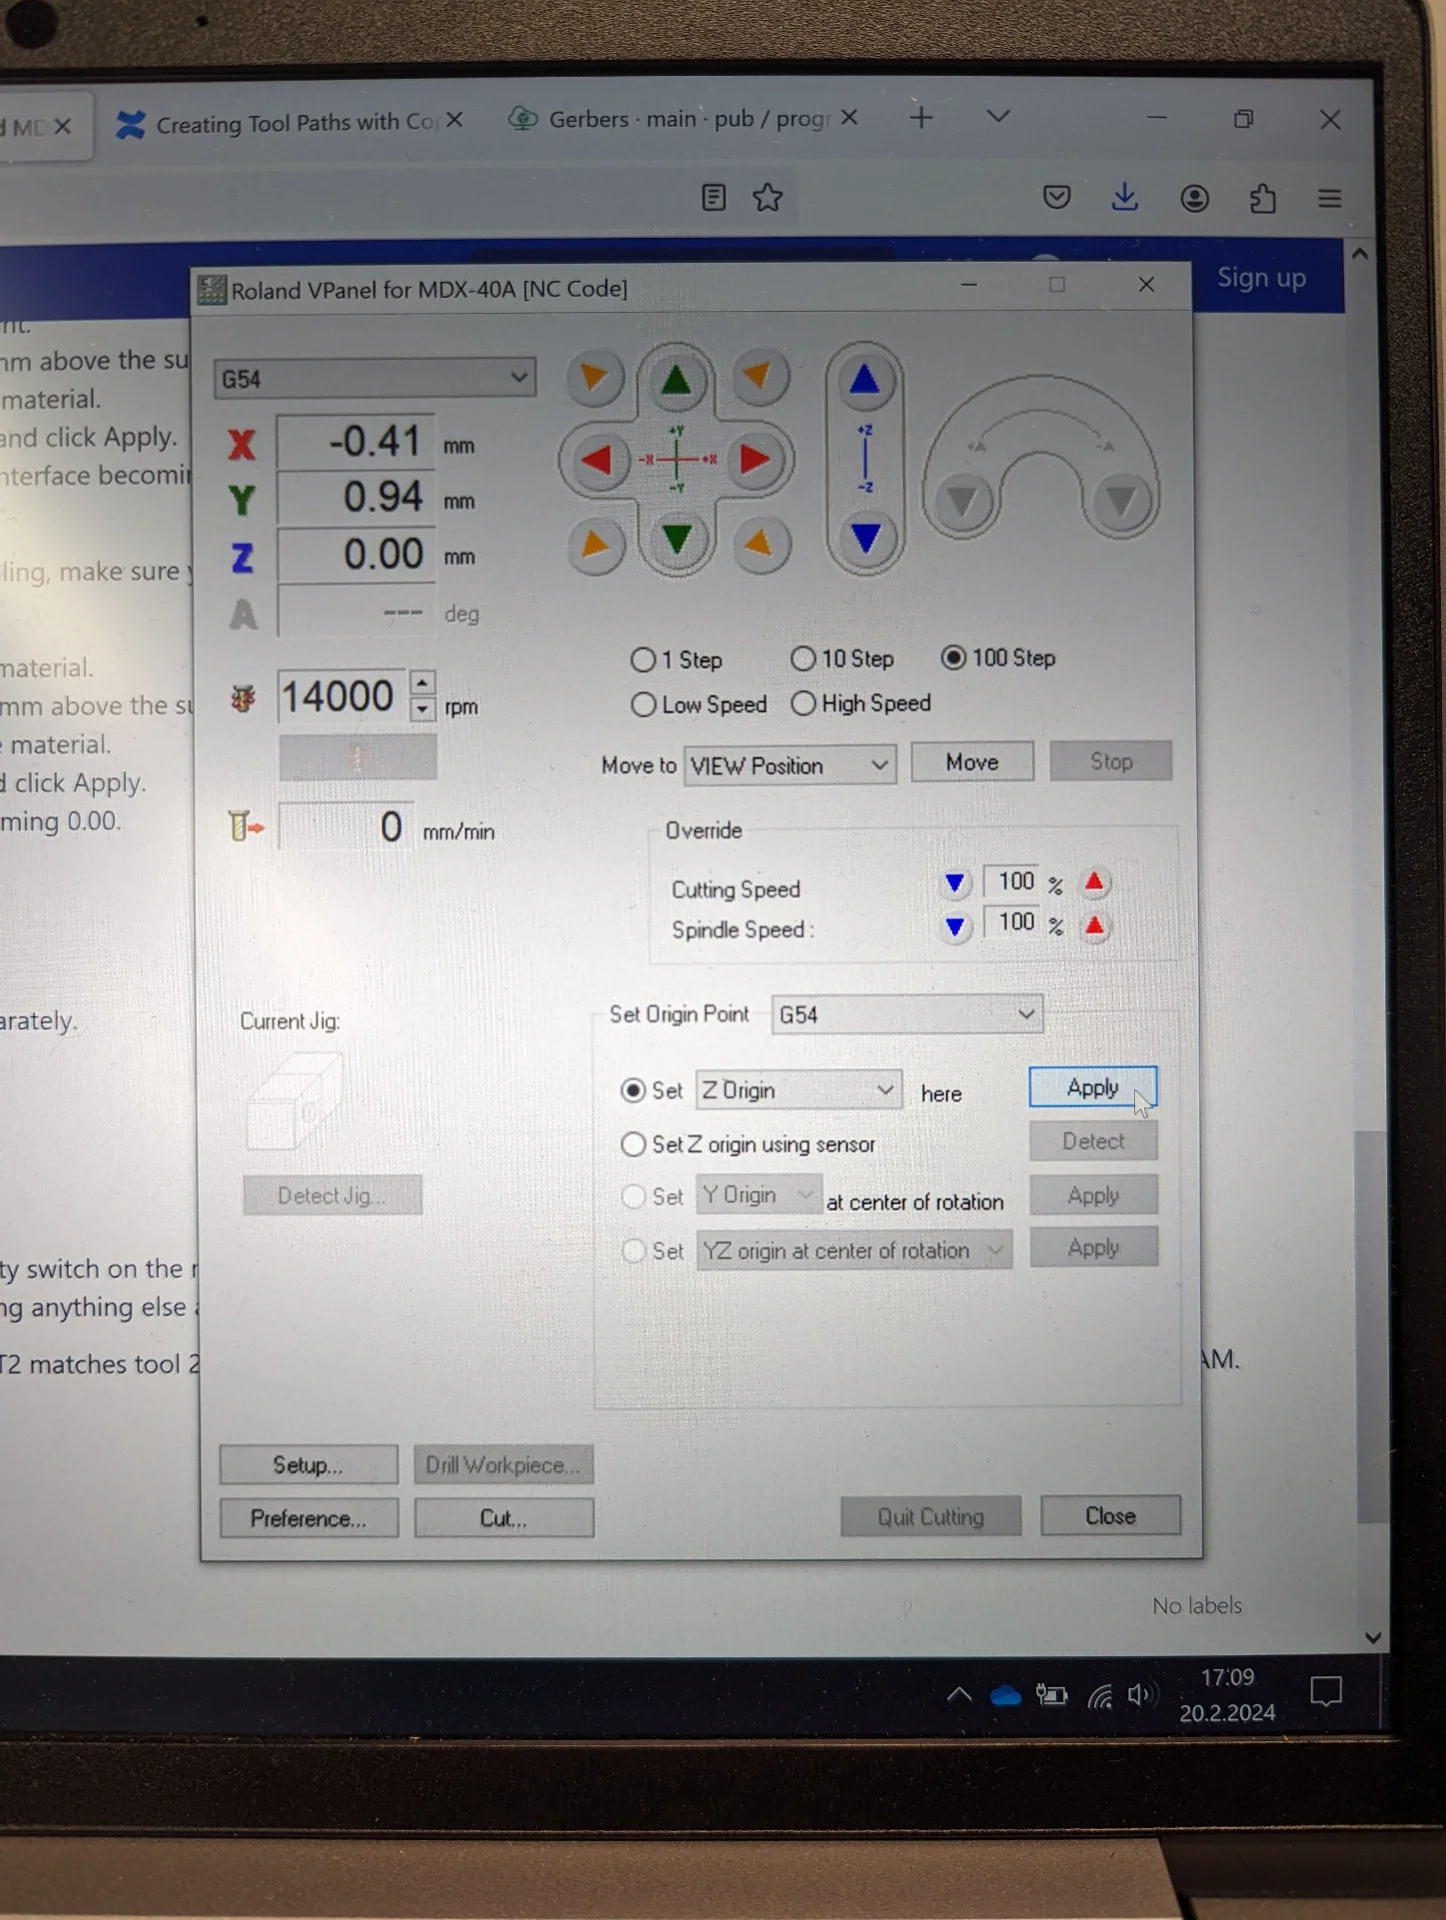 d MD
Creating Tool Paths with Co
Gerbers · main · pub / progr
Sign up
Roland VPanel for MDX-40A [NC Code]
nt.
mm above the su
material.
and click Apply.
nterface becomin
ling, make sure y
material.
mm above the su
material.
d click Apply.
ming 0.00.
arately.
ty switch on the r
ng anything else
T2 matches tool 2
AM.
G54
X -0.41 mm
Y 0.94 mm
Z 0.00 mm
A --- deg
14000 rpm
0 mm/min
+Y
-X +X
-Y
+Z
-Z
+A -A
1 Step 10 Step 100 Step
Low Speed High Speed
Move to VIEW Position Move Stop
Override
Cutting Speed 100 %
Spindle Speed : 100 %
Current Jig:
Detect Jig...
Set Origin Point G54
Set Z Origin here Apply
Set Z origin using sensor Detect
Set Y Origin at center of rotation Apply
Set YZ origin at center of rotation Apply
Setup... Drill Workpiece...
Preference... Cut... Quit Cutting Close
No labels
17:09
20.2.2024